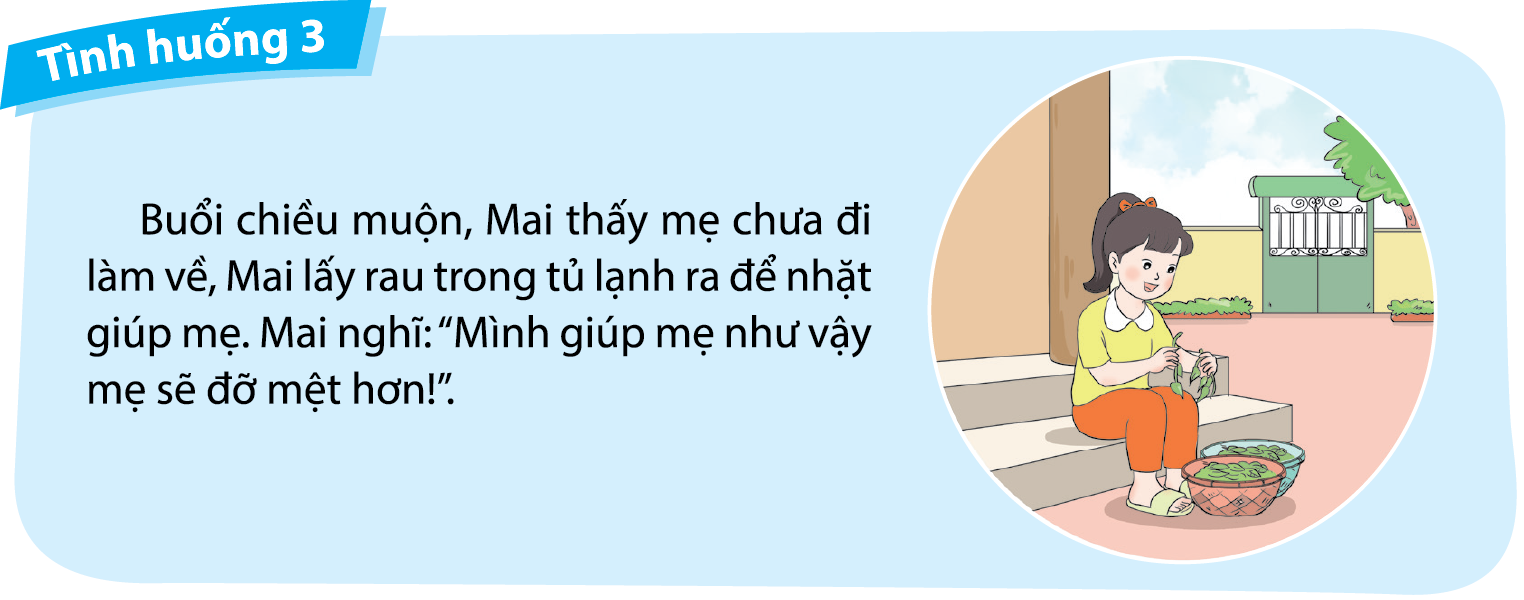 Tình huống 3
Buổi chiều muộn, Mai thấy mẹ chưa đi
làm về, Mai lấy rau trong tủ lạnh ra để nhặt
giúp mẹ. Mai nghĩ: “Mình giúp mẹ như vậy
mẹ sẽ đỡ mệt hơn!”.